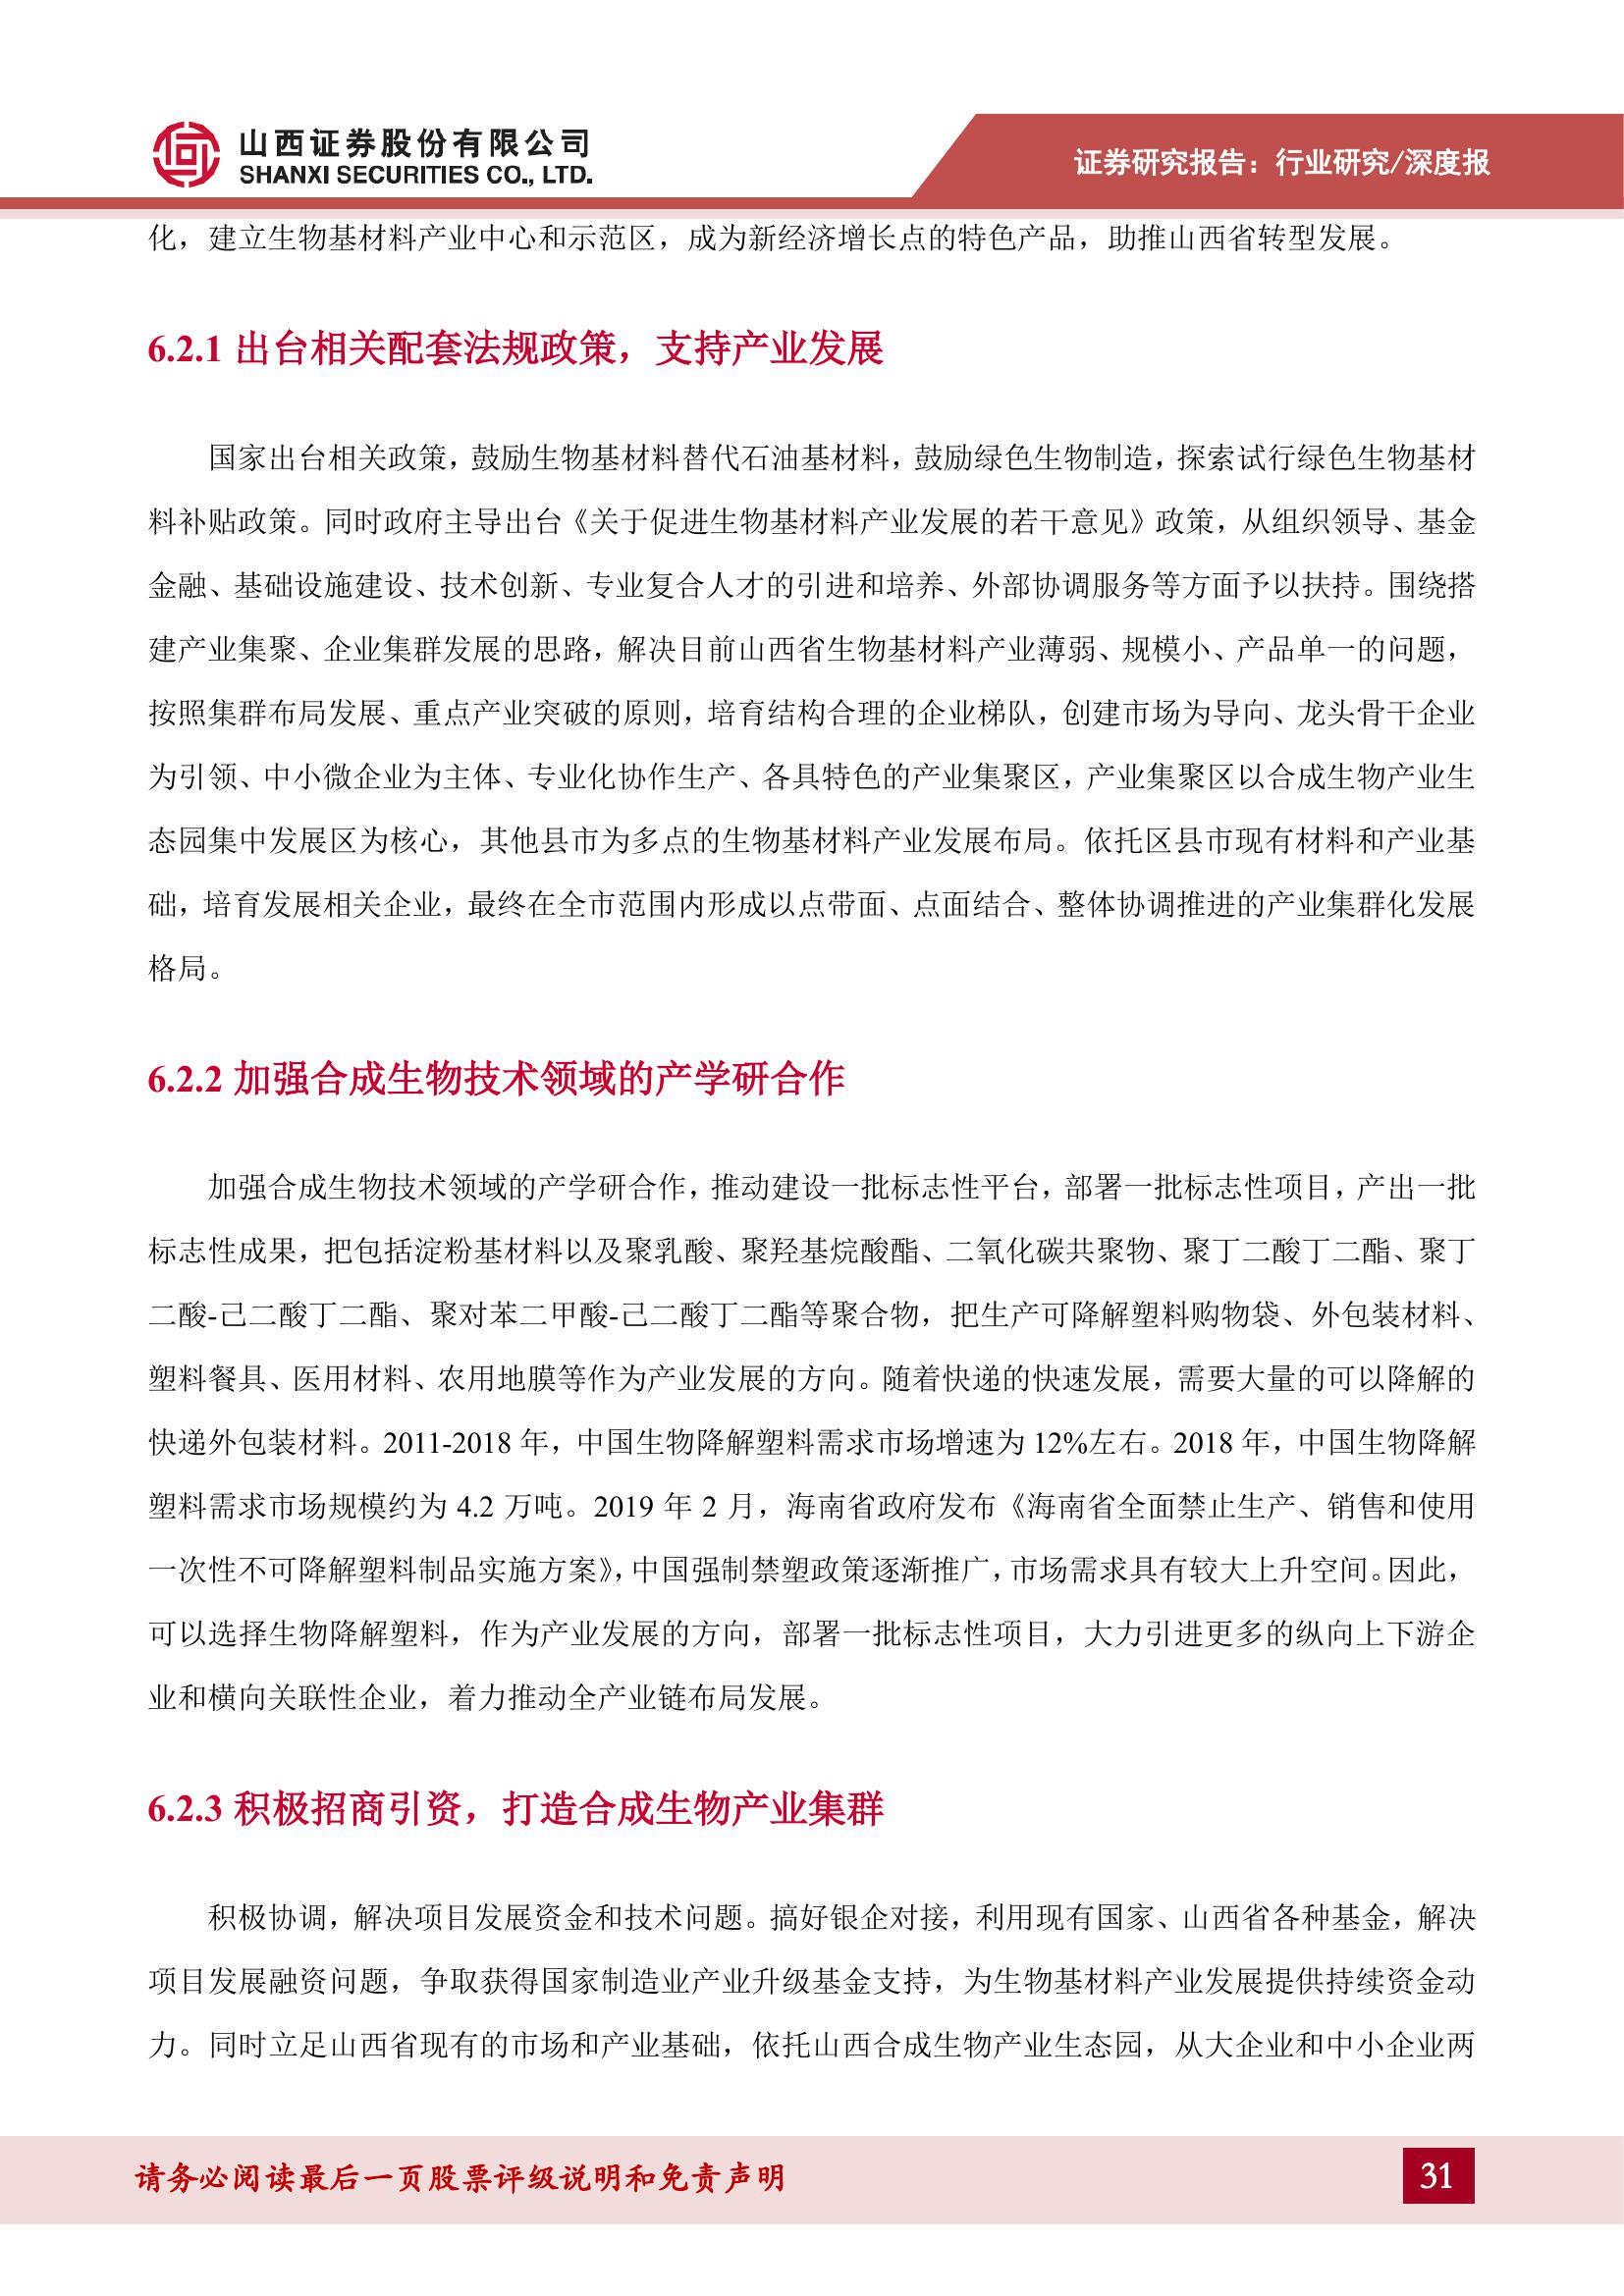 山西证券股份有限公司
SHANXI SECURITIES CO., LTD.
证券研究报告：行业研究/深度报
化，建立生物基材料产业中心和示范区，成为新经济增长点的特色产品，助推山西省转型发展。
6.2.1 出台相关配套法规政策，支持产业发展
国家出台相关政策，鼓励生物基材料替代石油基材料，鼓励绿色生物制造，探索试行绿色生物基材
料补贴政策。同时政府主导出台《关于促进生物基材料产业发展的若干意见》政策，从组织领导、基金
金融、基础设施建设、技术创新、专业复合人才的引进和培养、外部协调服务等方面予以扶持。围绕搭
建产业集聚、企业集群发展的思路，解决目前山西省生物基材料产业薄弱、规模小、产品单一的问题，
按照集群布局发展、重点产业突破的原则，培育结构合理的企业梯队，创建市场为导向、龙头骨干企业
为引领、中小微企业为主体、专业化协作生产、各具特色的产业集聚区，产业集聚区以合成生物产业生
态园集中发展区为核心，其他县市为多点的生物基材料产业发展布局。依托区县市现有材料和产业基
础，培育发展相关企业，最终在全市范围内形成以点带面、点面结合、整体协调推进的产业集群化发展
格局。
6.2.2 加强合成生物技术领域的产学研合作
加强合成生物技术领域的产学研合作，推动建设一批标志性平台，部署一批标志性项目，产出一批
标志性成果，把包括淀粉基材料以及聚乳酸、聚羟基烷酸酯、二氧化碳共聚物、聚丁二酸丁二酯、聚丁
二酸-己二酸丁二酯、聚对苯二甲酸-己二酸丁二酯等聚合物，把生产可降解塑料购物袋、外包装材料、
塑料餐具、医用材料、农用地膜等作为产业发展的方向。随着快递的快速发展，需要大量的可以降解的
快递外包装材料。2011-2018 年，中国生物降解塑料需求市场增速为 12%左右。2018 年，中国生物降解
塑料需求市场规模约为 4.2 万吨。2019 年 2 月，海南省政府发布《海南省全面禁止生产、销售和使用
一次性不可降解塑料制品实施方案》，中国强制禁塑政策逐渐推广，市场需求具有较大上升空间。因此，
可以选择生物降解塑料，作为产业发展的方向，部署一批标志性项目，大力引进更多的纵向上下游企
业和横向关联性企业，着力推动全产业链布局发展。
6.2.3 积极招商引资，打造合成生物产业集群
积极协调，解决项目发展资金和技术问题。搞好银企对接，利用现有国家、山西省各种基金，解决
项目发展融资问题，争取获得国家制造业产业升级基金支持，为生物基材料产业发展提供持续资金动
力。同时立足山西省现有的市场和产业基础，依托山西合成生物产业生态园，从大企业和中小企业两
请务必阅读最后一页股票评级说明和免责声明
31